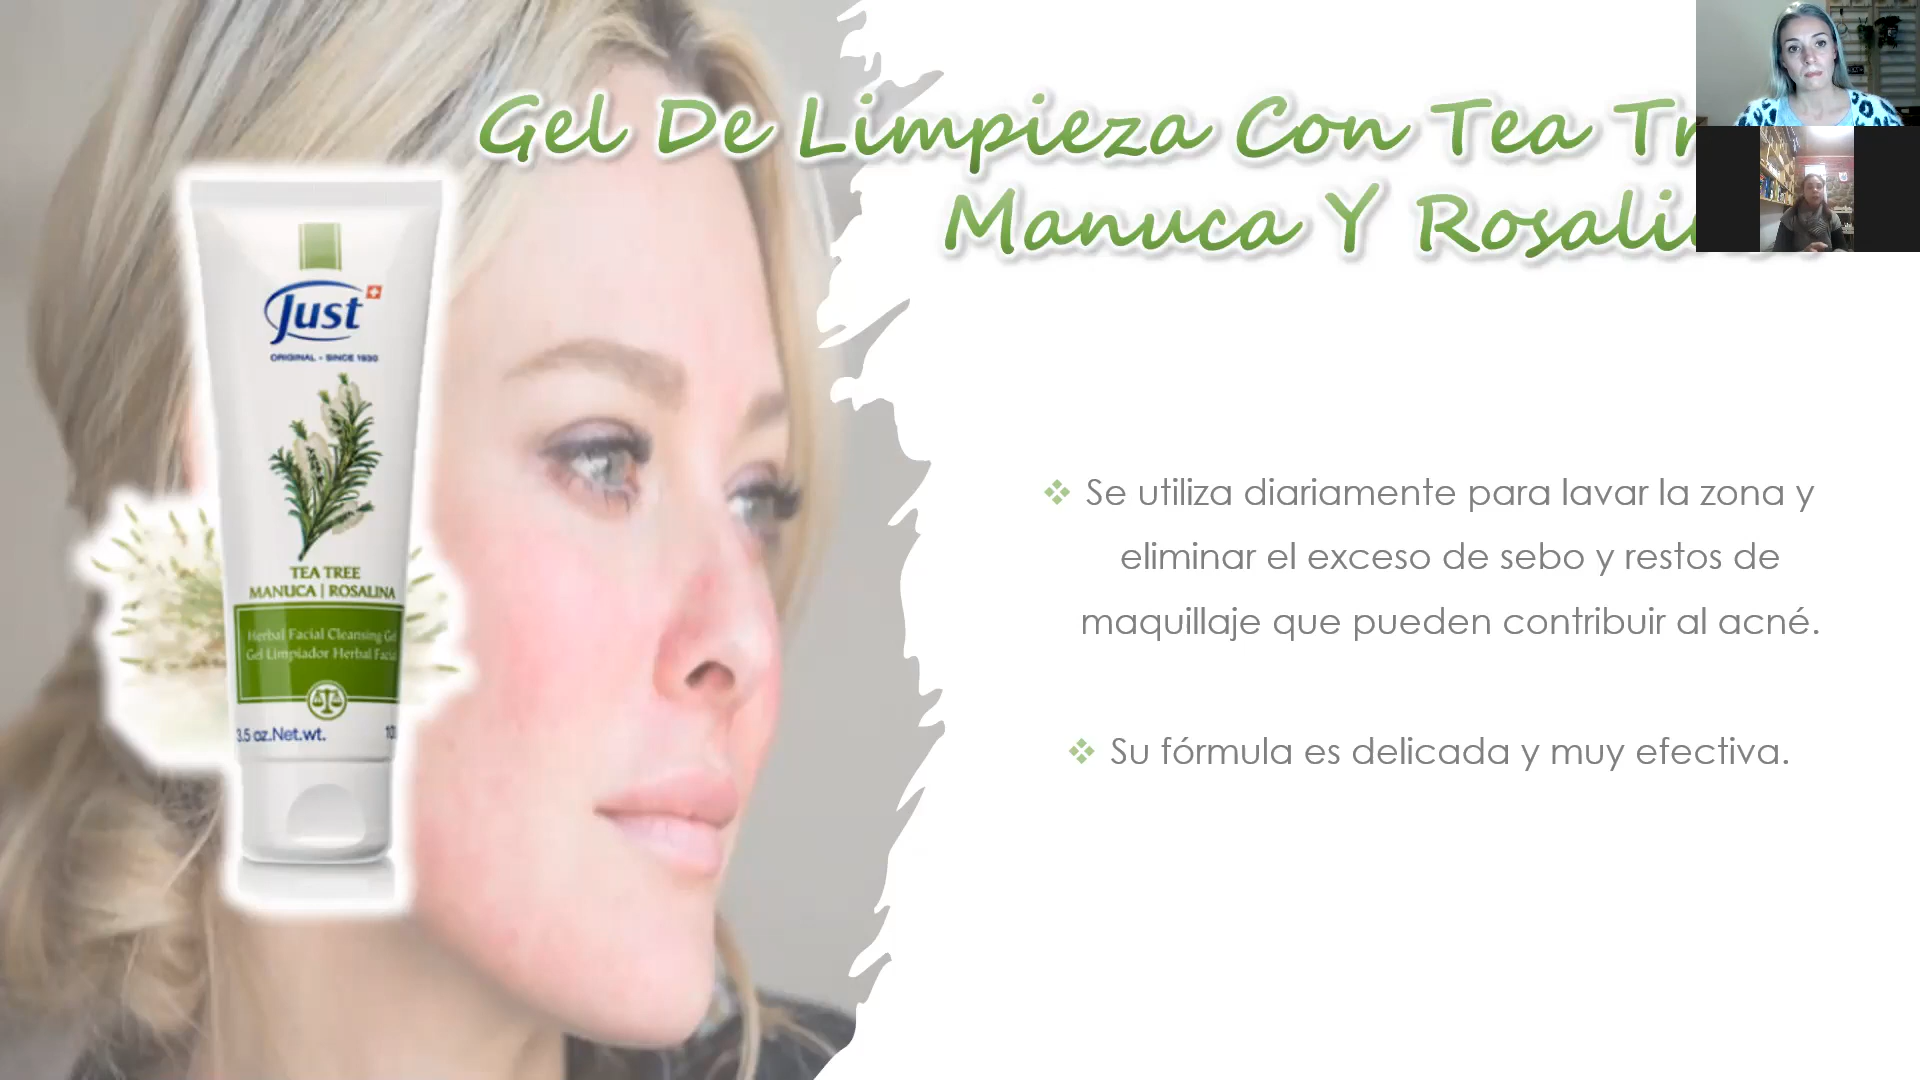 Gel De Limpieza Con Tea
Manuca Y
Just
ORIGINAL - SINCE 1930
TEA TREE
MANUCA | ROSALINA
Herbal Facial Cleansing Gel
Gel Limpiador Herbal Facial
3.5 oz.Net.wt.
Se utiliza diariamente para lavar la zona y
eliminar el exceso de sebo y restos de
maquillaje que pueden contribuir al acné.
Su fórmula es delicada y muy efectiva.